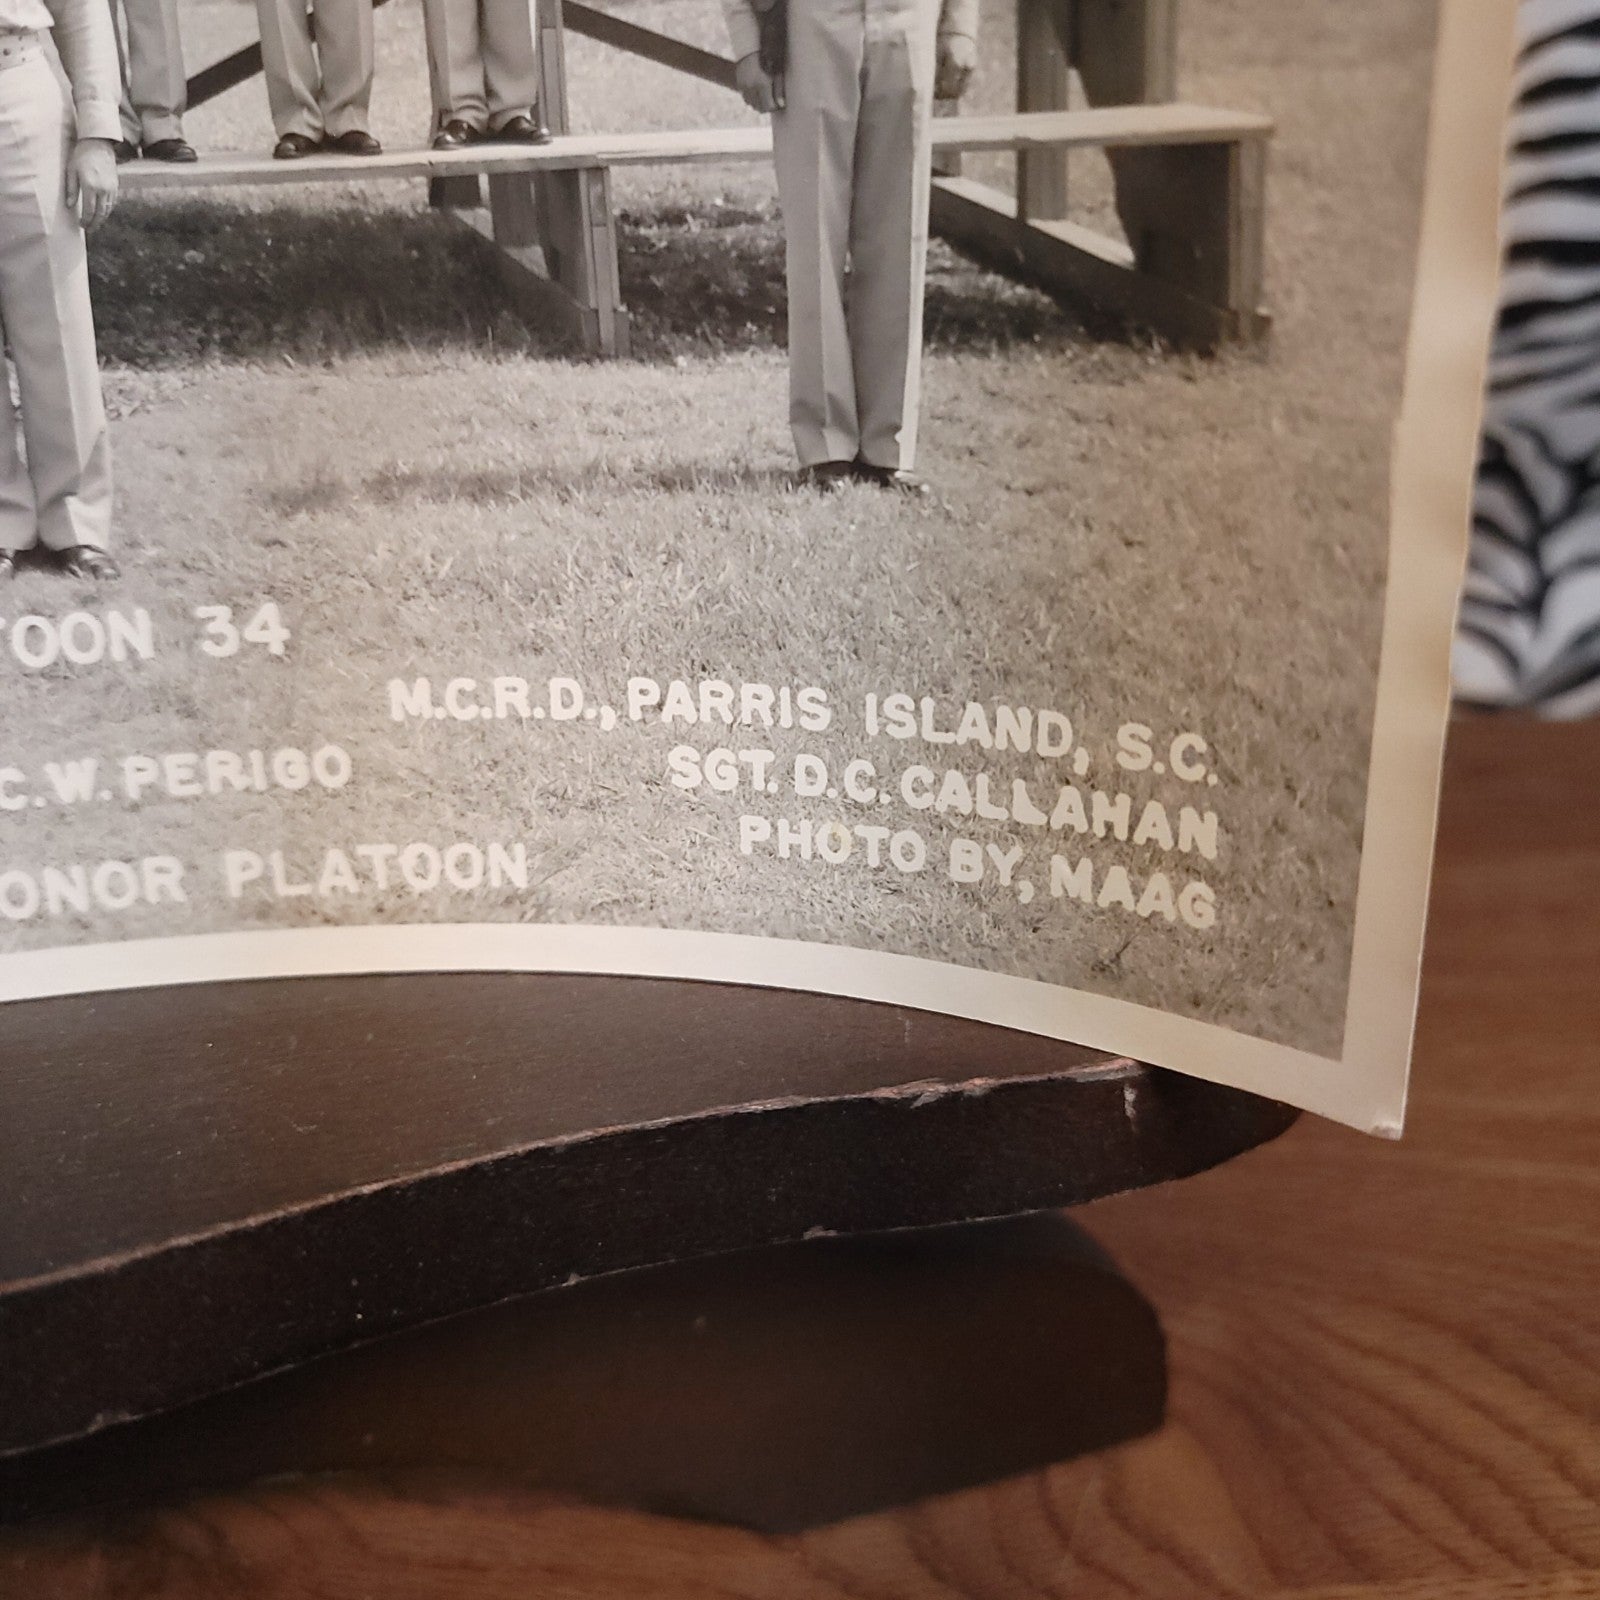 TOON 34
M.C.R.D., PARRIS ISLAND, S.C.
C.W. PERIGO
SGT. D.C. CALLAHAN
PHOTO BY, MAAG
ONOR PLATOON